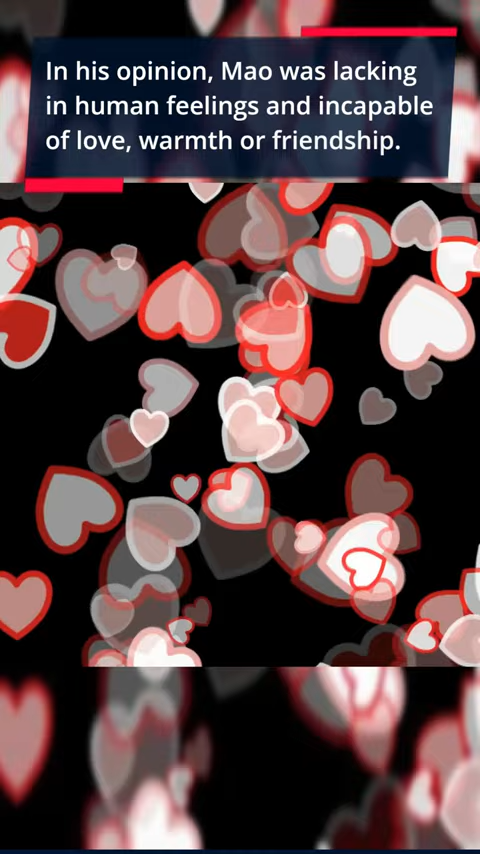 In his opinion, Mao was lacking
in human feelings and incapable
of love, warmth or friendship.